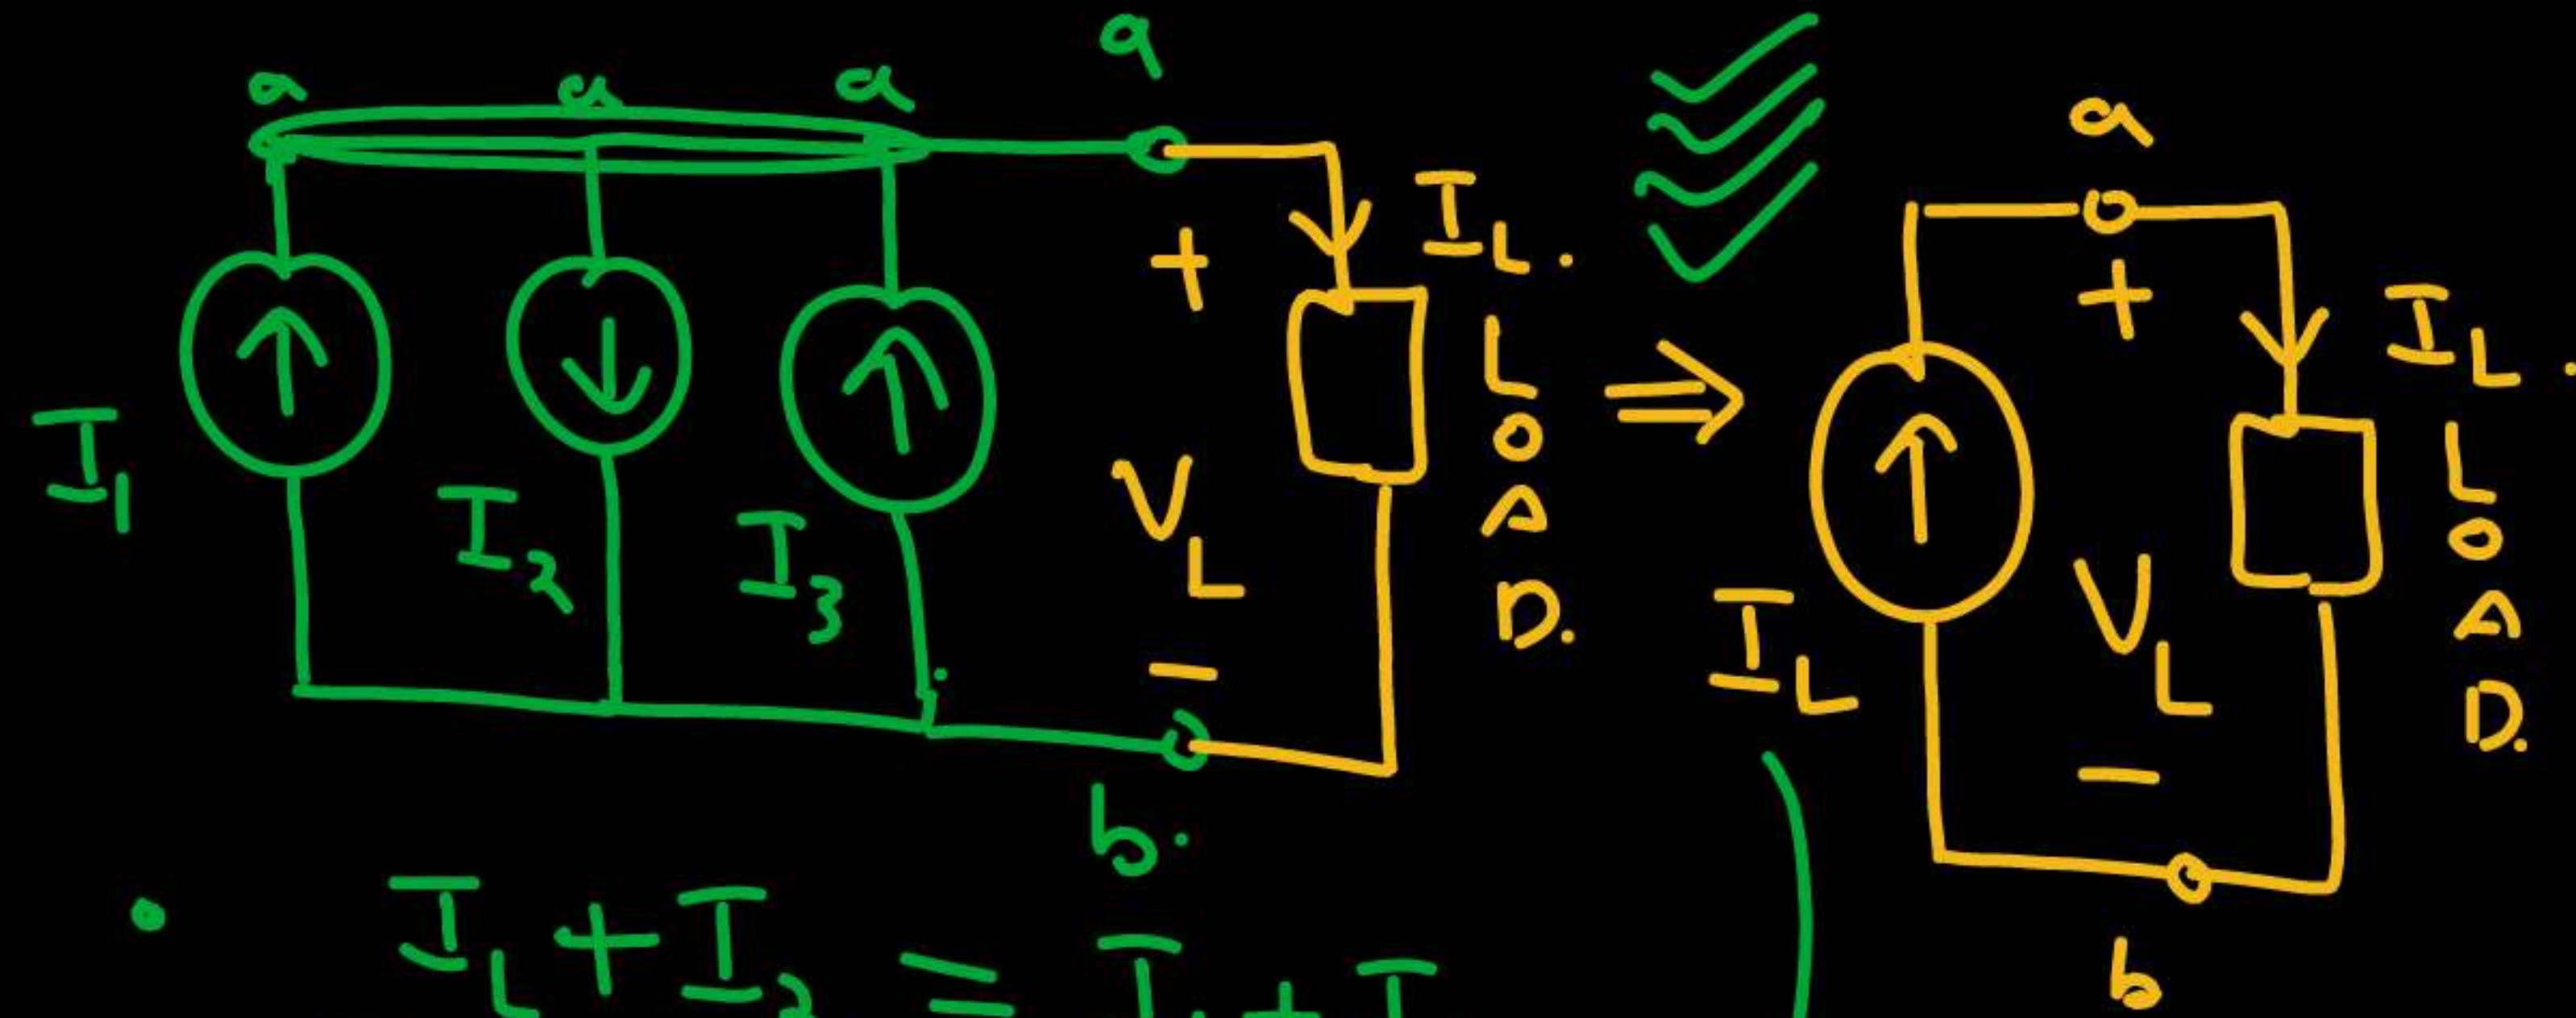 a a a a
a
I_L.
I_L.
+
+
I_1
I_2
I_3
V_L
LOAD.
I_L
V_L
LOAD.
−
−
b.
b
• I_L + I_2 = I